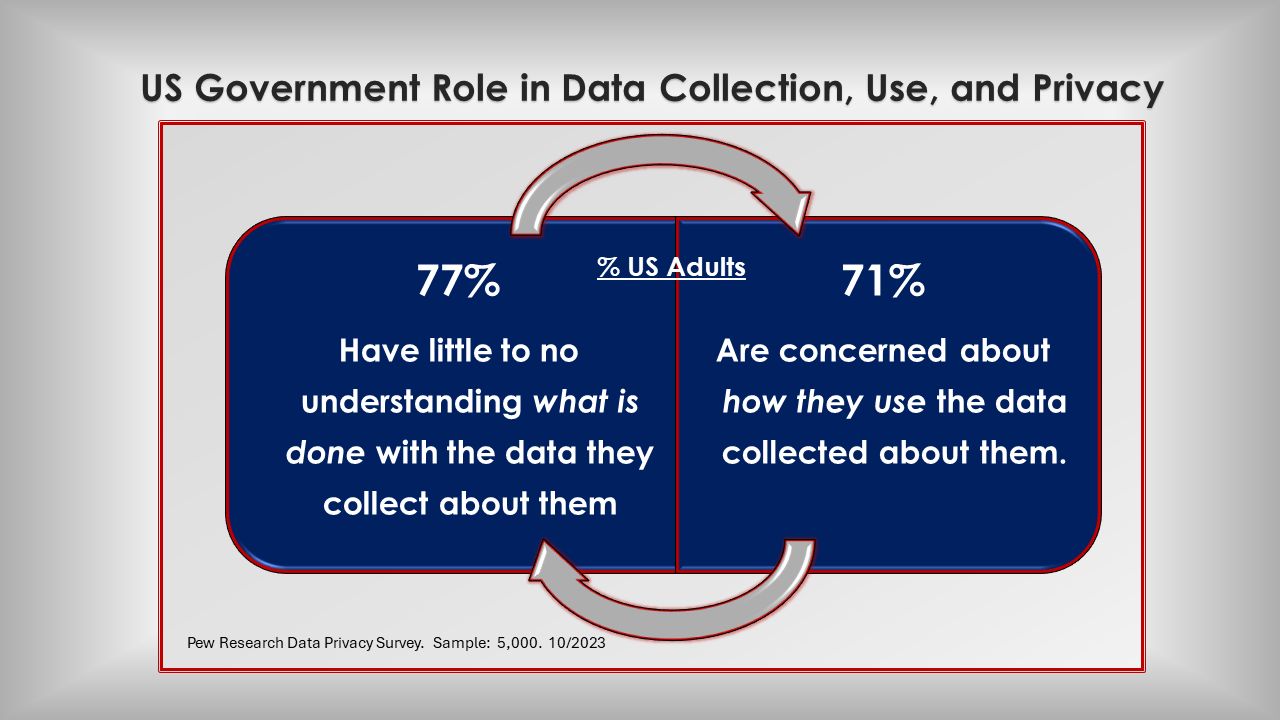 US Government Role in Data Collection, Use, and Privacy
% US Adults
77%
Have little to no
understanding what is
done with the data they
collect about them
71%
Are concerned about
how they use the data
collected about them.
Pew Research Data Privacy Survey. Sample: 5,000. 10/2023